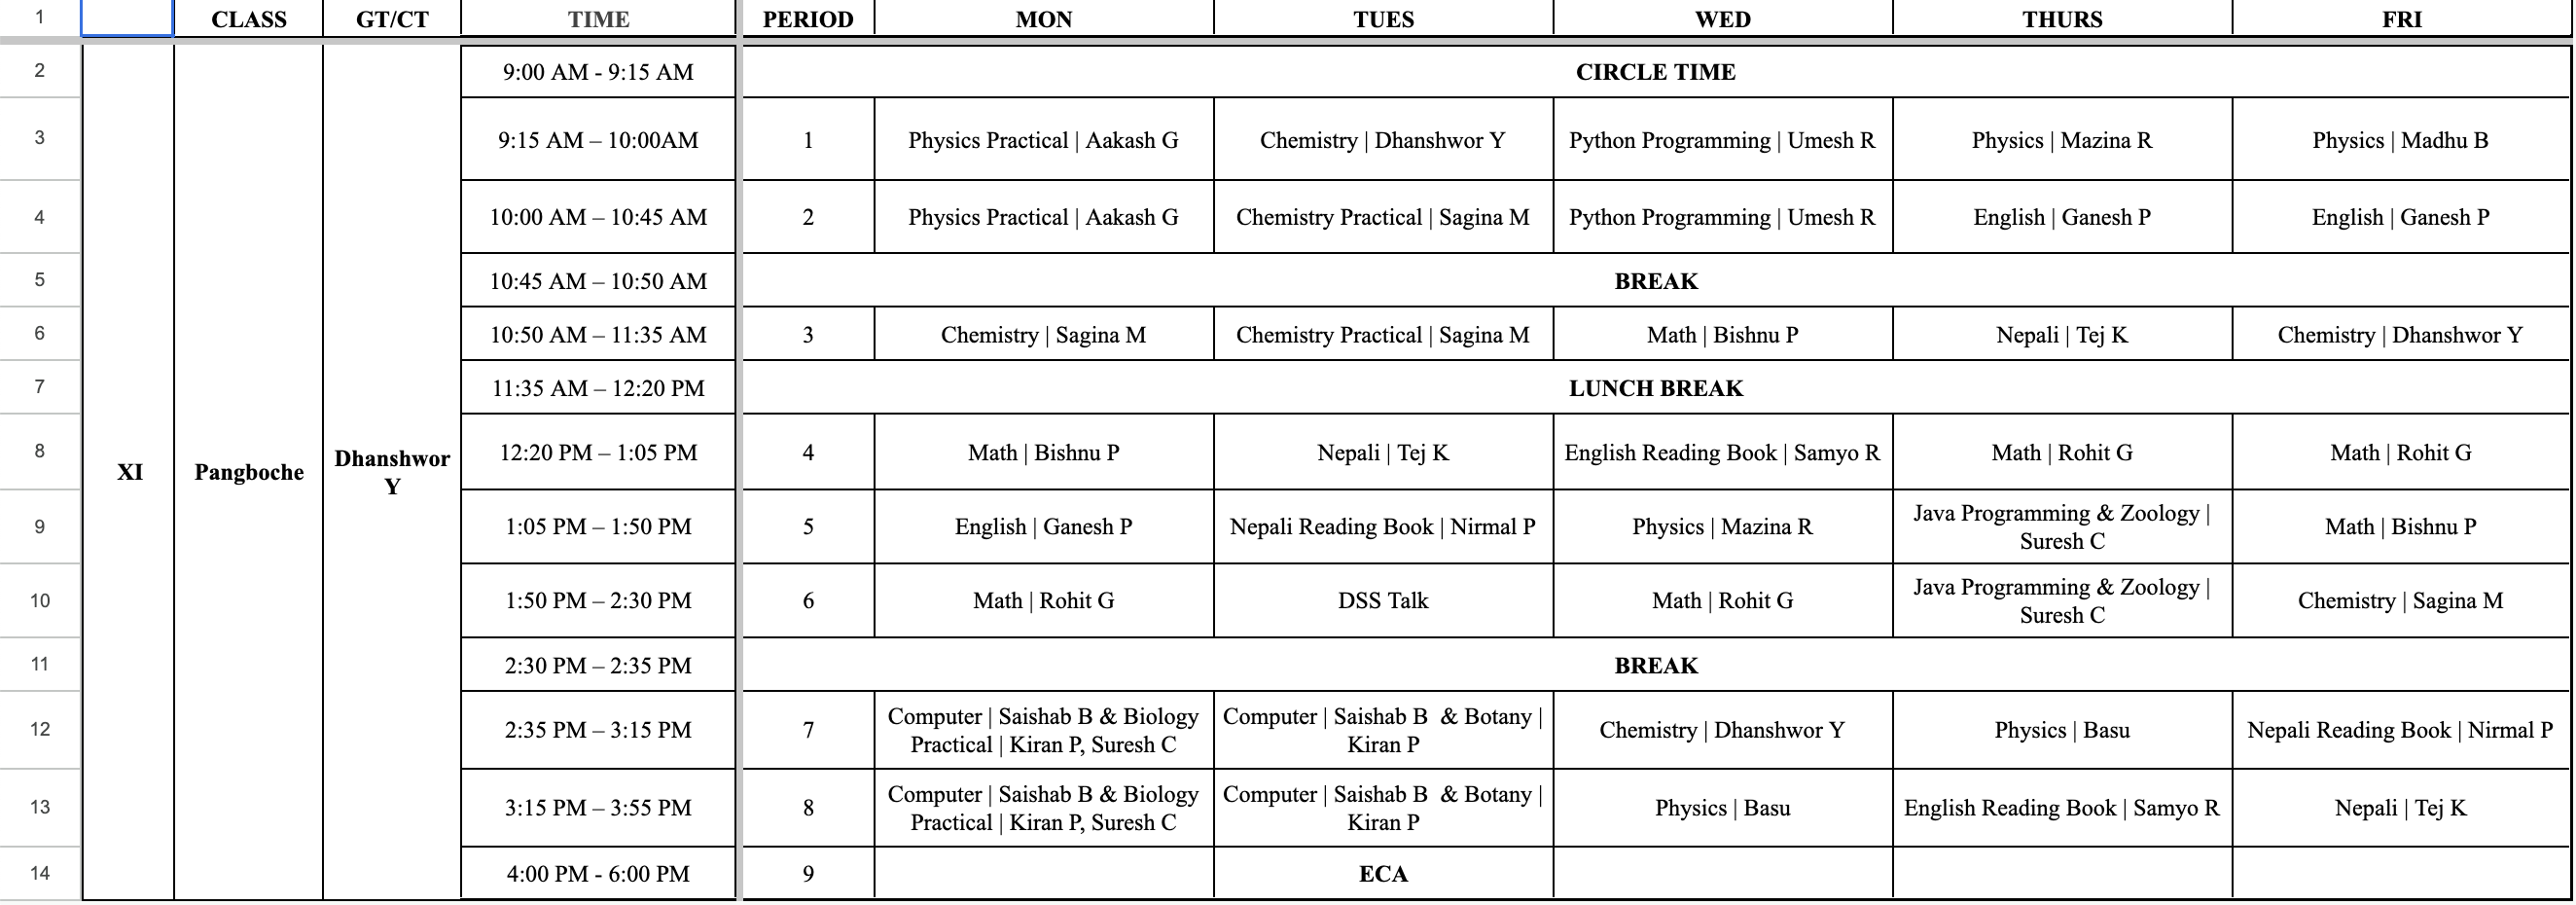 1 CLASS GT/CT TIME PERIOD MON TUES WED THURS FRI
2 9:00 AM - 9:15 AM CIRCLE TIME
3 9:15 AM – 10:00AM 1 Physics Practical | Aakash G Chemistry | Dhanshwor Y Python Programming | Umesh R Physics | Mazina R Physics | Madhu B
4 10:00 AM – 10:45 AM 2 Physics Practical | Aakash G Chemistry Practical | Sagina M Python Programming | Umesh R English | Ganesh P English | Ganesh P
5 10:45 AM – 10:50 AM BREAK
6 10:50 AM – 11:35 AM 3 Chemistry | Sagina M Chemistry Practical | Sagina M Math | Bishnu P Nepali | Tej K Chemistry | Dhanshwor Y
7 11:35 AM – 12:20 PM LUNCH BREAK
8 12:20 PM – 1:05 PM 4 Math | Bishnu P Nepali | Tej K English Reading Book | Samyo R Math | Rohit G Math | Rohit G
XI Pangboche Dhanshwor
Y
9 1:05 PM – 1:50 PM 5 English | Ganesh P Nepali Reading Book | Nirmal P Physics | Mazina R Java Programming & Zoology | Math | Bishnu P
Suresh C
10 1:50 PM – 2:30 PM 6 Math | Rohit G DSS Talk Math | Rohit G Java Programming & Zoology | Chemistry | Sagina M
Suresh C
11 2:30 PM – 2:35 PM BREAK
12 2:35 PM – 3:15 PM 7 Computer | Saishab B & Biology Computer | Saishab B & Botany | Chemistry | Dhanshwor Y Physics | Basu Nepali Reading Book | Nirmal P
Practical | Kiran P, Suresh C Kiran P
13 3:15 PM – 3:55 PM 8 Computer | Saishab B & Biology Computer | Saishab B & Botany | Physics | Basu English Reading Book | Samyo R Nepali | Tej K
Practical | Kiran P, Suresh C Kiran P
14 4:00 PM - 6:00 PM 9 ECA